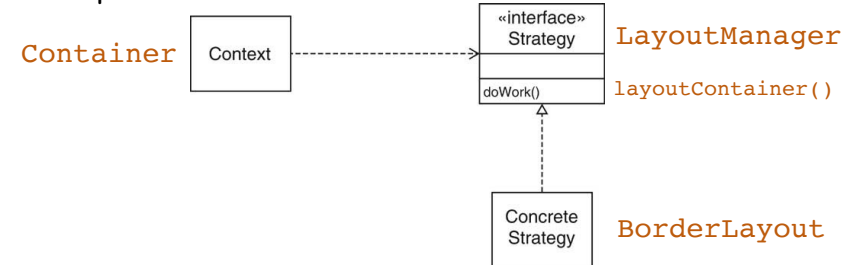 «interface»
Strategy
LayoutManager
Container
Context
doWork()
layoutContainer()
Concrete
Strategy
BorderLayout